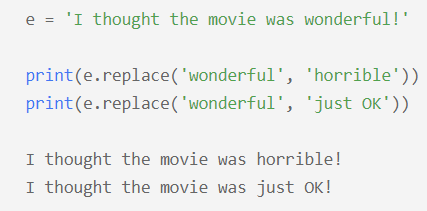 e = 'I thought the movie was wonderful!'
print(e.replace('wonderful', 'horrible'))
print(e.replace('wonderful', 'just OK'))
I thought the movie was horrible!
I thought the movie was just OK!